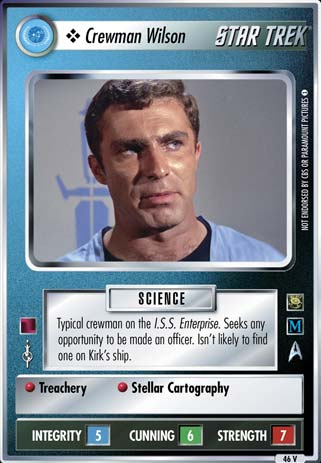 ❖ Crewman Wilson
STAR TREK
NOT ENDORSED BY CBS OR PARAMOUNT PICTURES
SCIENCE
Typical crewman on the I.S.S. Enterprise. Seeks any
opportunity to be made an officer. Isn't likely to find
one on Kirk's ship.
M
Treachery
Stellar Cartography
INTEGRITY 5 CUNNING 6 STRENGTH 7
46 V